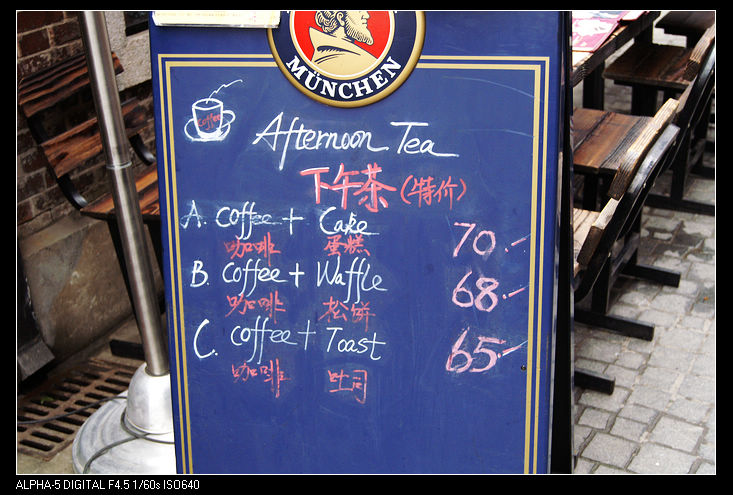 MÜNCHEN
Coffee
Afternoon Tea
下午茶(特价)
A. Coffee + Cake 70.-
咖啡 蛋糕
B. Coffee + Waffle 68.-
咖啡 松饼
C. Coffee + Toast 65.-
咖啡 吐司
ALPHA-5 DIGITAL F4.5 1/60s ISO640